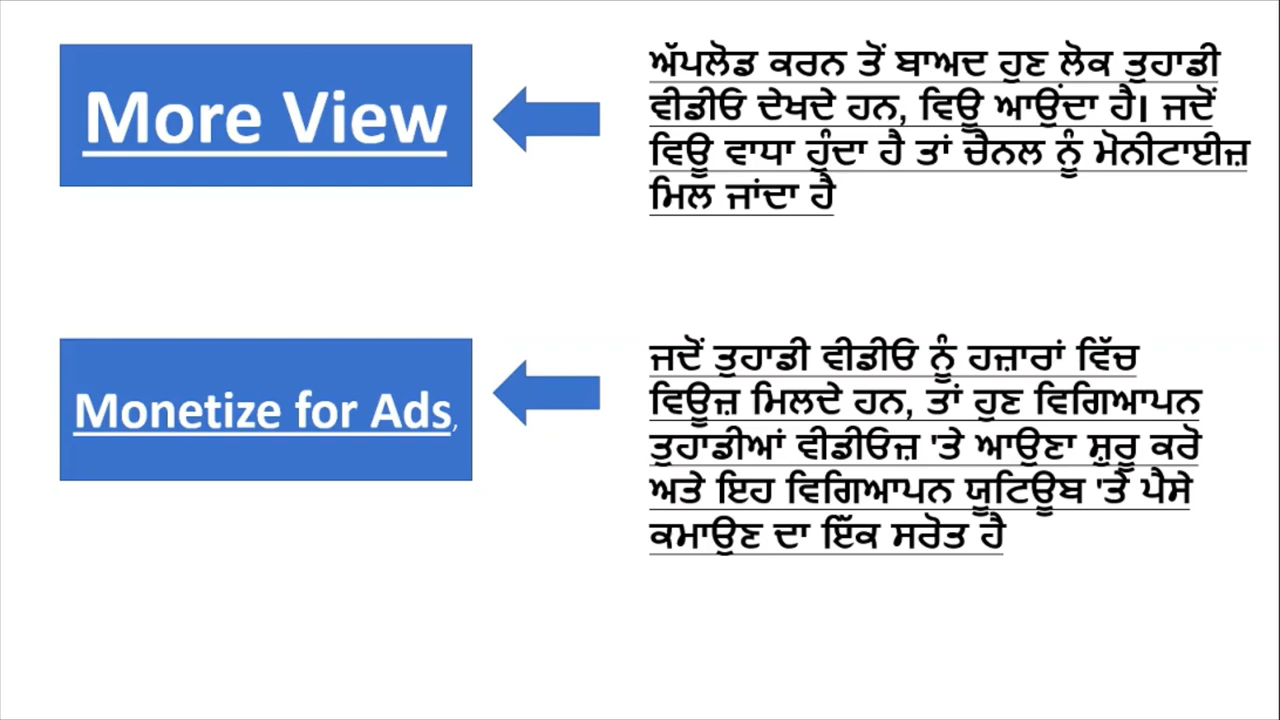 More View
ਅੱਪਲੋਡ ਕਰਨ ਤੋਂ ਬਾਅਦ ਹੁਣ ਲੋਕ ਤੁਹਾਡੀ
ਵੀਡੀਓ ਦੇਖਦੇ ਹਨ, ਵਿਊ ਆਉਂਦਾ ਹੈ। ਜਦੋਂ
ਵਿਊ ਵਾਧਾ ਹੁੰਦਾ ਹੈ ਤਾਂ ਚੈਨਲ ਨੂੰ ਮੋਨੀਟਾਈਜ਼
ਮਿਲ ਜਾਂਦਾ ਹੈ
Monetize for Ads,
ਜਦੋਂ ਤੁਹਾਡੀ ਵੀਡੀਓ ਨੂੰ ਹਜ਼ਾਰਾਂ ਵਿੱਚ
ਵਿਊਜ਼ ਮਿਲਦੇ ਹਨ, ਤਾਂ ਹੁਣ ਵਿਗਿਆਪਨ
ਤੁਹਾਡੀਆਂ ਵੀਡੀਓਜ਼ 'ਤੇ ਆਉਣਾ ਸ਼ੁਰੂ ਕਰੋ
ਅਤੇ ਇਹ ਵਿਗਿਆਪਨ ਯੂਟਿਊਬ 'ਤੇ ਪੈਸੇ
ਕਮਾਉਣ ਦਾ ਇੱਕ ਸਰੋਤ ਹੈ